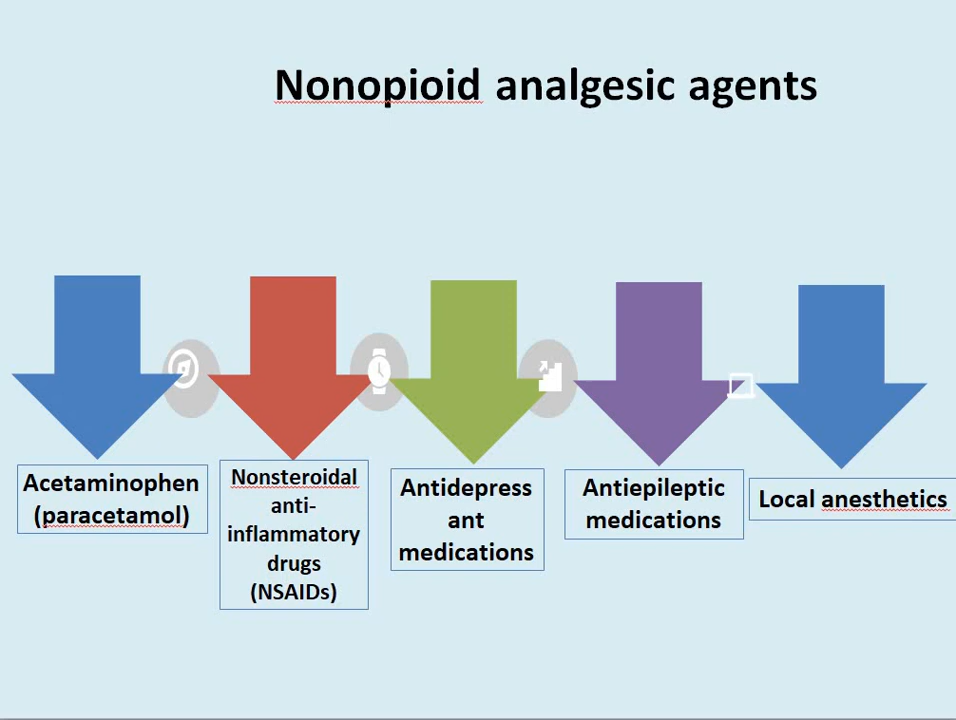 Nonopioid analgesic agents
Acetaminophen
(paracetamol)
Nonsteroidal
anti-
inflammatory
drugs
(NSAIDs)
Antidepress
ant
medications
Antiepileptic
medications
Local anesthetics